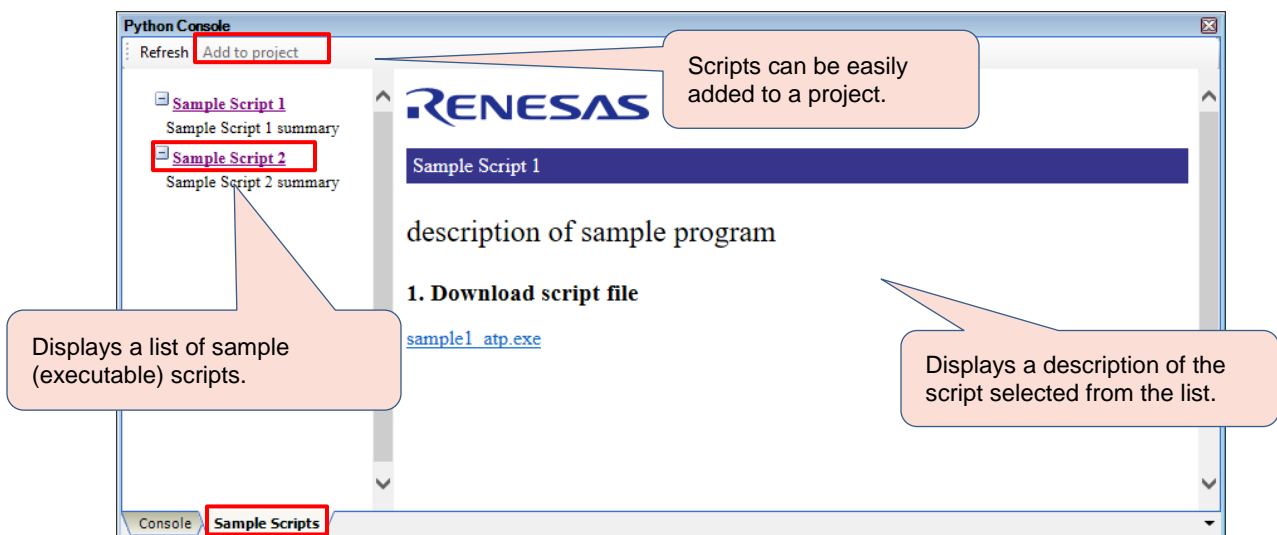 Python Console
Refresh Add to project
Scripts can be easily
added to a project.
Sample Script 1
Sample Script 1 summary
Sample Script 2
Sample Script 2 summary
RENESAS
Sample Script 1
description of sample program
1. Download script file
sample1_atp.exe
Displays a list of sample
(executable) scripts.
Displays a description of the
script selected from the list.
Console Sample Scripts